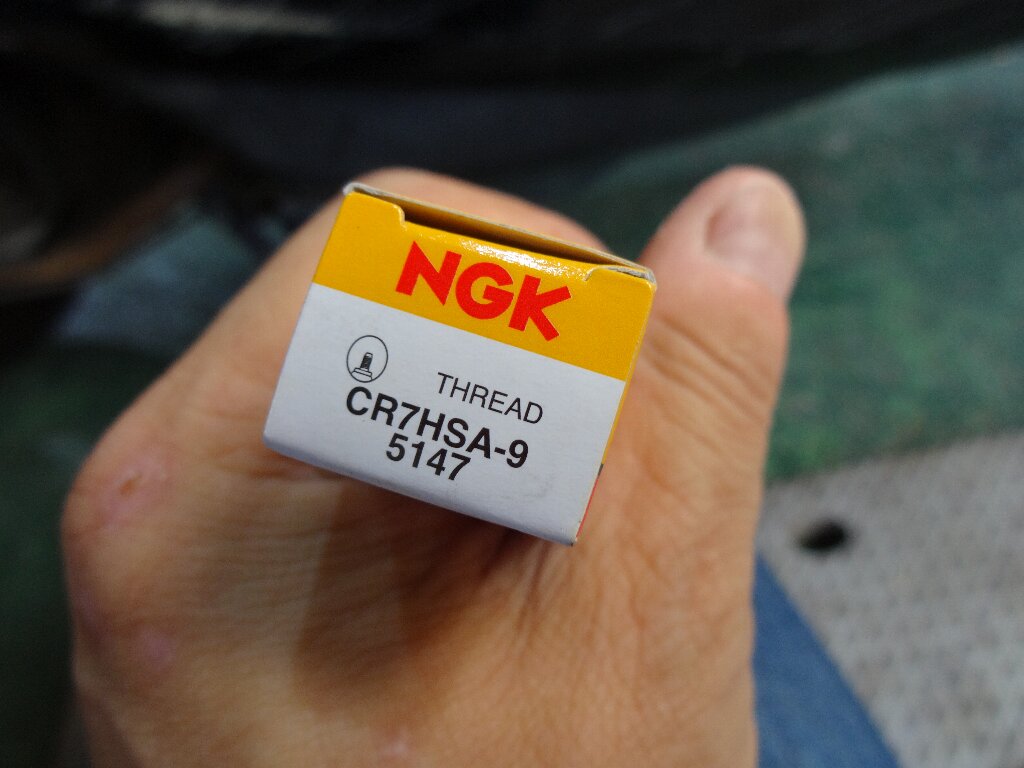 NGK
THREAD
CR7HSA-9
5147